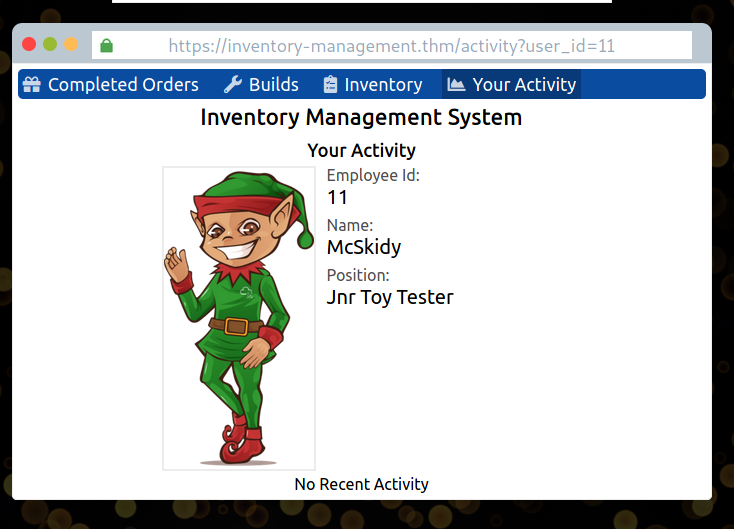 https://inventory-management.thm/activity?user_id=11
Completed Orders Builds Inventory Your Activity
Inventory Management System
Your Activity
Employee Id:
11
Name:
McSkidy
Position:
Jnr Toy Tester
No Recent Activity